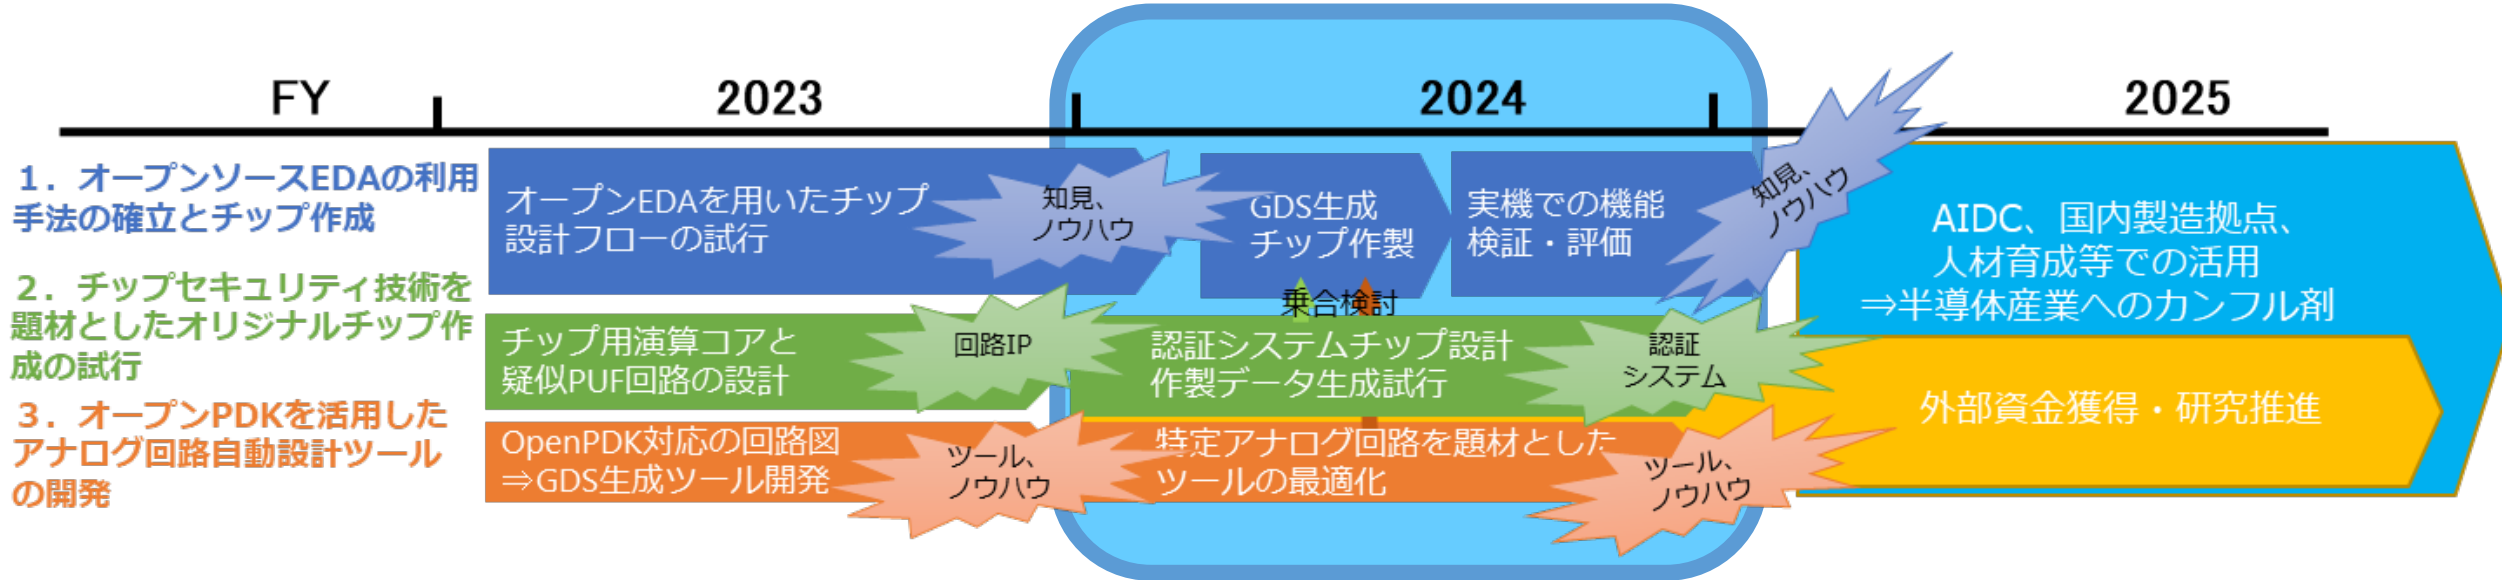 FY
2023
2024
2025
1．オープンソースEDAの利用
手法の確立とチップ作成
オープンEDAを用いたチップ
設計フローの試行
知見、
ノウハウ
GDS生成
チップ作製
実機での機能
検証・評価
知見、
ノウハウ
AIDC、国内製造拠点、
人材育成等での活用
⇒半導体産業へのカンフル剤
2．チップセキュリティ技術を
題材としたオリジナルチップ作
成の試行
チップ用演算コアと
疑似PUF回路の設計
回路IP
乗合検討
認証システムチップ設計
作製データ生成試行
認証
システム
3．オープンPDKを活用した
アナログ回路自動設計ツール
の開発
OpenPDK対応の回路図
⇒GDS生成ツール開発
ツール、
ノウハウ
特定アナログ回路を題材とした
ツールの最適化
ツール、
ノウハウ
外部資金獲得・研究推進